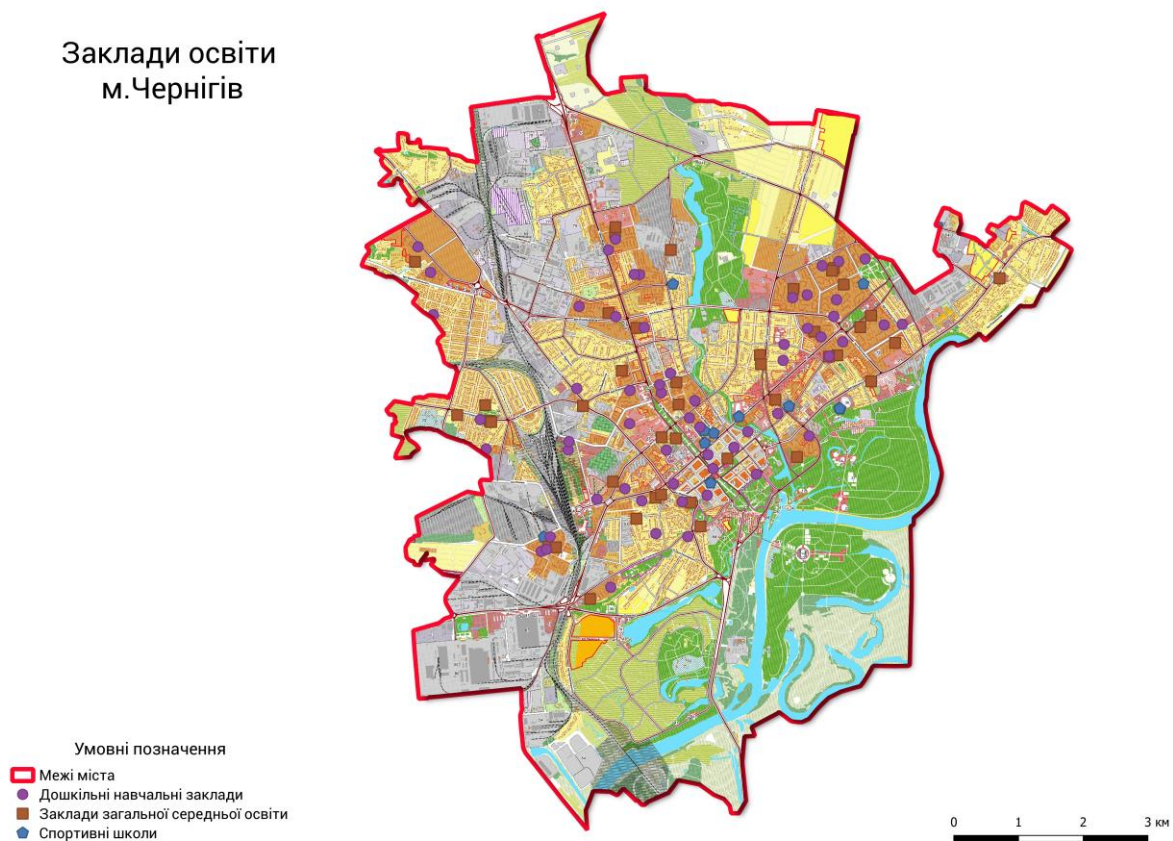 Заклади освіти
м.Чернігів
Умовні позначення
Межі міста
Дошкільні навчальні заклади
Заклади загальної середньої освіти
Спортивні школи
0 1 2 3 км